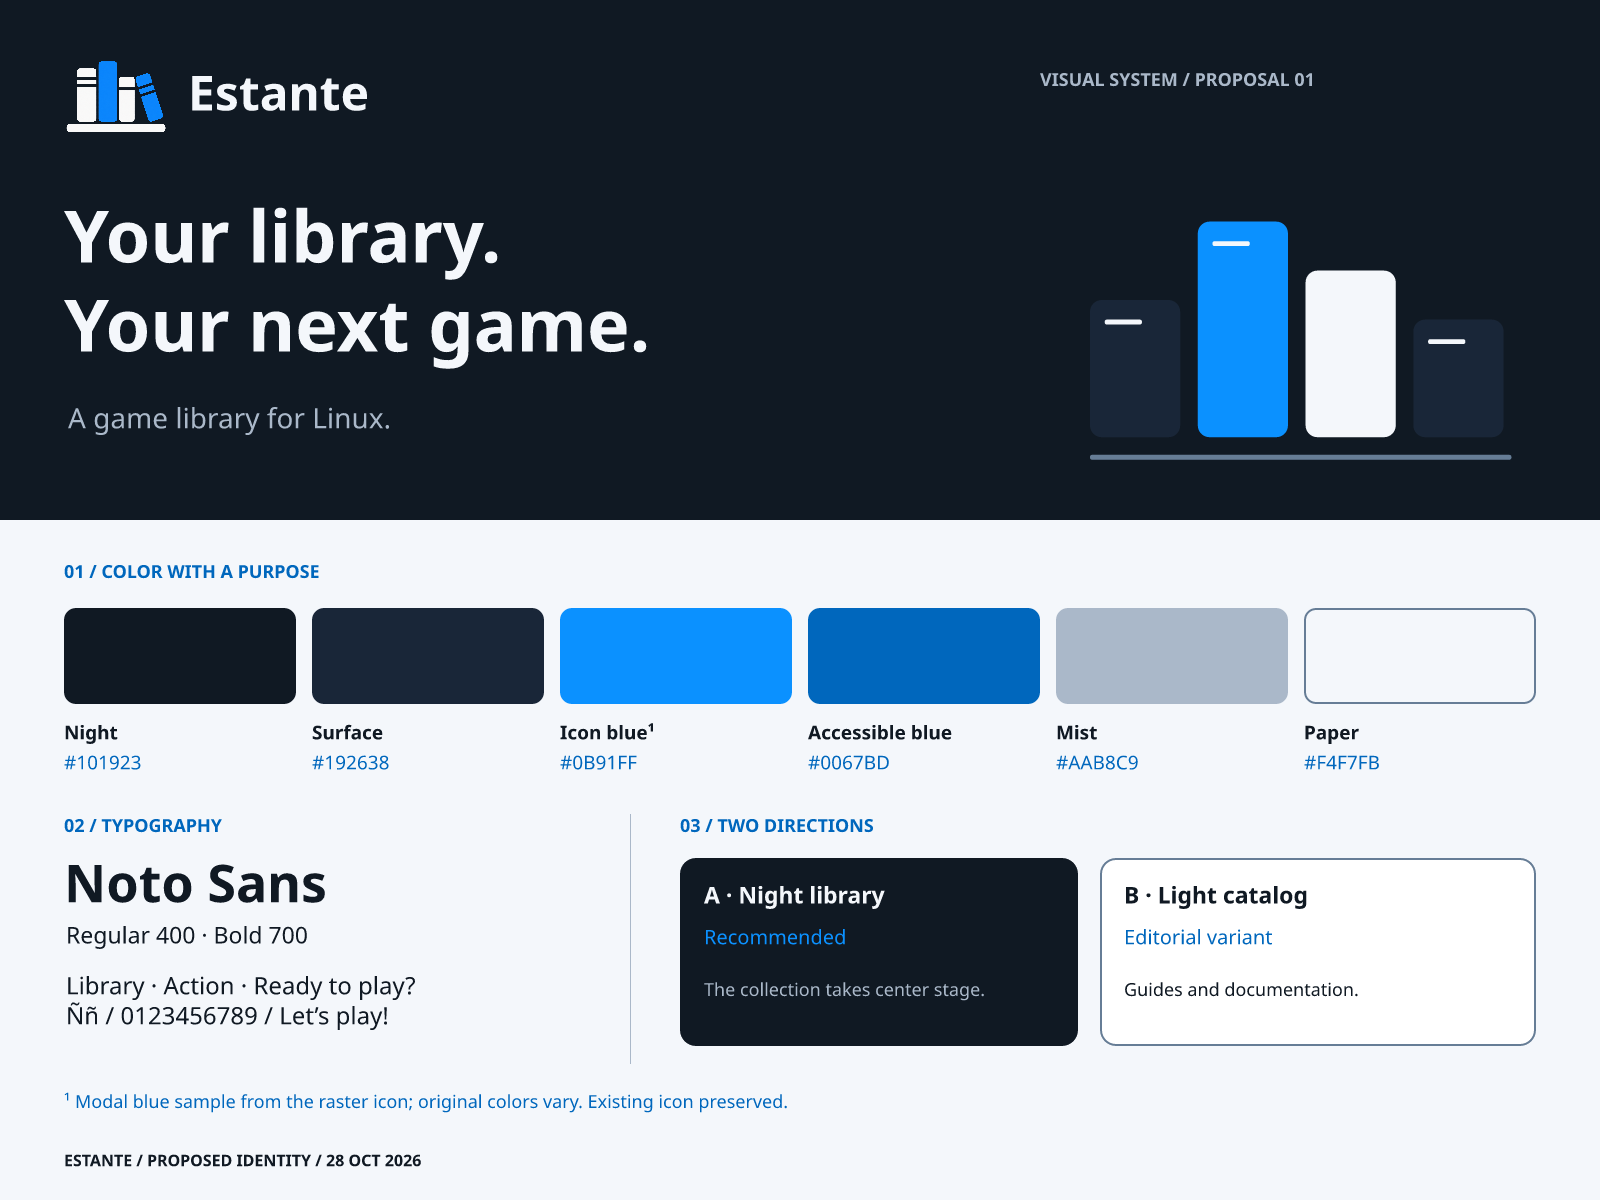 Estante
VISUAL SYSTEM / PROPOSAL 01
Your library.
Your next game.
A game library for Linux.
01 / COLOR WITH A PURPOSE
Night
#101923
Surface
#192638
Icon blue¹
#0B91FF
Accessible blue
#0067BD
Mist
#AAB8C9
Paper
#F4F7FB
02 / TYPOGRAPHY
Noto Sans
Regular 400 · Bold 700
Library · Action · Ready to play?
Ññ / 0123456789 / Let’s play!
03 / TWO DIRECTIONS
A · Night library
Recommended
The collection takes center stage.
B · Light catalog
Editorial variant
Guides and documentation.
¹ Modal blue sample from the raster icon; original colors vary. Existing icon preserved.
ESTANTE / PROPOSED IDENTITY / 28 OCT 2026